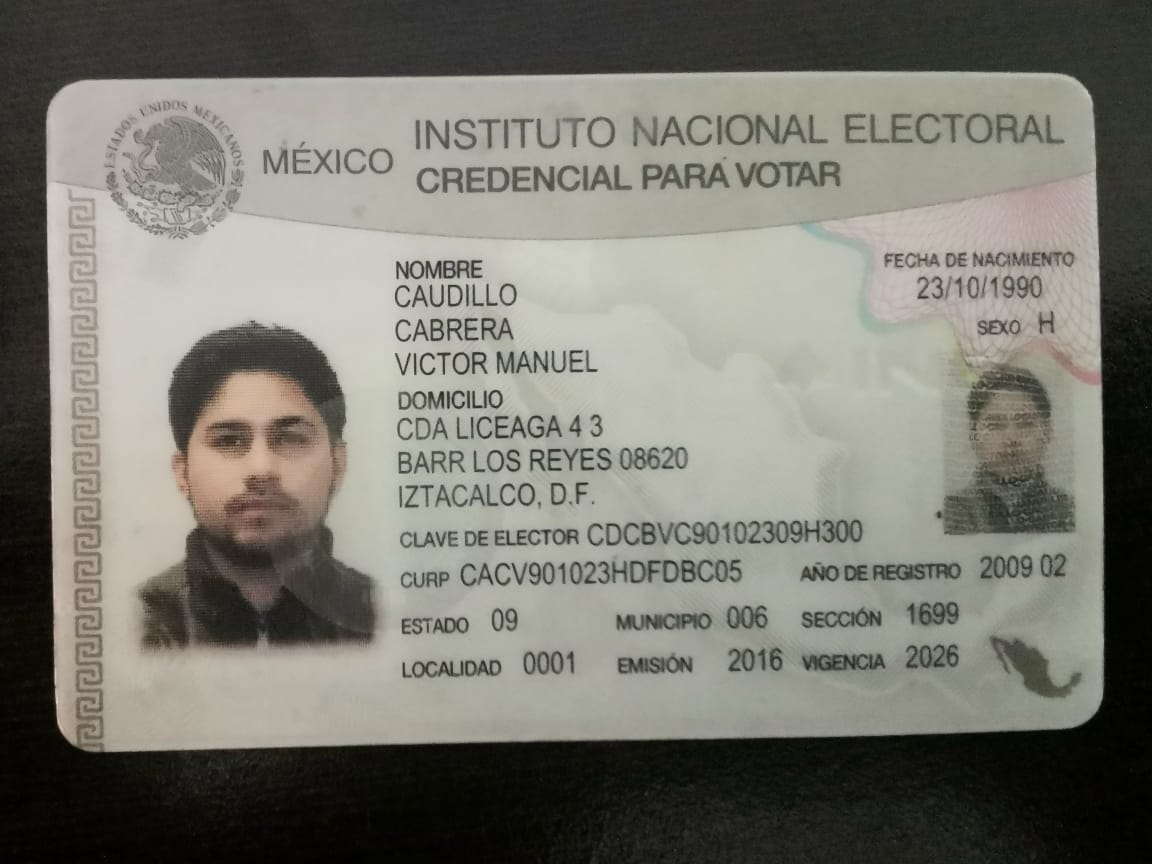 ESTADOS UNIDOS MEXICANOS
MÉXICO
INSTITUTO NACIONAL ELECTORAL
CREDENCIAL PARA VOTAR
NOMBRE
CAUDILLO
CABRERA
VICTOR MANUEL
FECHA DE NACIMIENTO
23/10/1990
SEXO H
DOMICILIO
CDA LICEAGA 4 3
BARR LOS REYES 08620
IZTACALCO, D.F.
CLAVE DE ELECTOR CDCBVC90102309H300
CURP CACV901023HDFDBC05 AÑO DE REGISTRO 2009 02
ESTADO 09 MUNICIPIO 006 SECCIÓN 1699
LOCALIDAD 0001 EMISIÓN 2016 VIGENCIA 2026